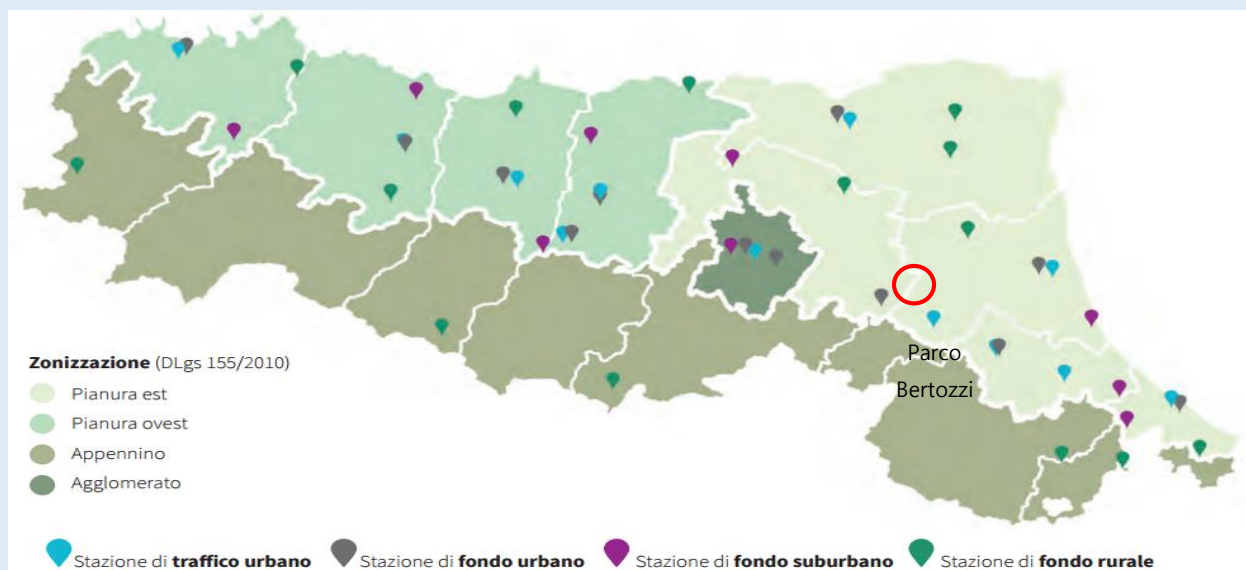 Parco
Bertozzi
Zonizzazione (DLgs 155/2010)
Pianura est
Pianura ovest
Appennino
Agglomerato
Stazione di traffico urbano Stazione di fondo urbano Stazione di fondo suburbano Stazione di fondo rurale